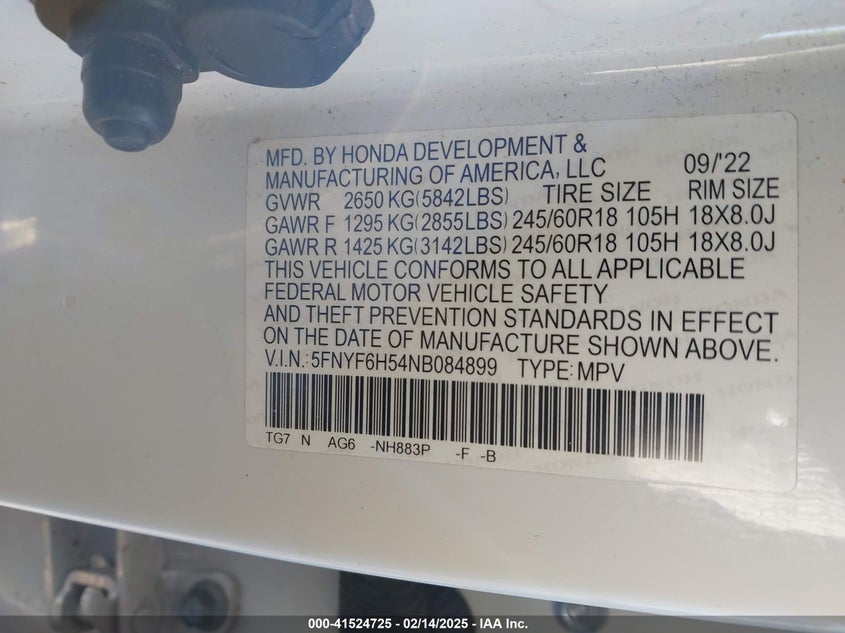 MFD. BY HONDA DEVELOPMENT &
MANUFACTURING OF AMERICA, LLC 09/'22
GVWR 2650 KG(5842LBS) TIRE SIZE RIM SIZE
GAWR F 1295 KG(2855LBS) 245/60R18 105H 18X8.0J
GAWR R 1425 KG(3142LBS) 245/60R18 105H 18X8.0J
THIS VEHICLE CONFORMS TO ALL APPLICABLE
FEDERAL MOTOR VEHICLE SAFETY
AND THEFT PREVENTION STANDARDS IN EFFECT
ON THE DATE OF MANUFACTURE SHOWN ABOVE.
V.I.N.:5FNYF6H54NB084899 TYPE:MPV
TG7 N AG6 -NH883P -F -B
000-41524725 - 02/14/2025 - IAA Inc.